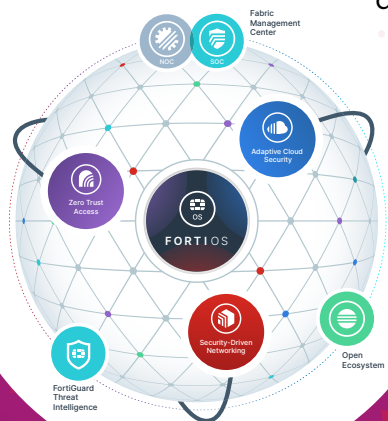 Fabric
Management
Center
NOC
SOC
Adaptive Cloud
Security
Zero Trust
Access
OS
FORTIOS
Security-Driven
Networking
Open
Ecosystem
FortiGuard
Threat
Intelligence